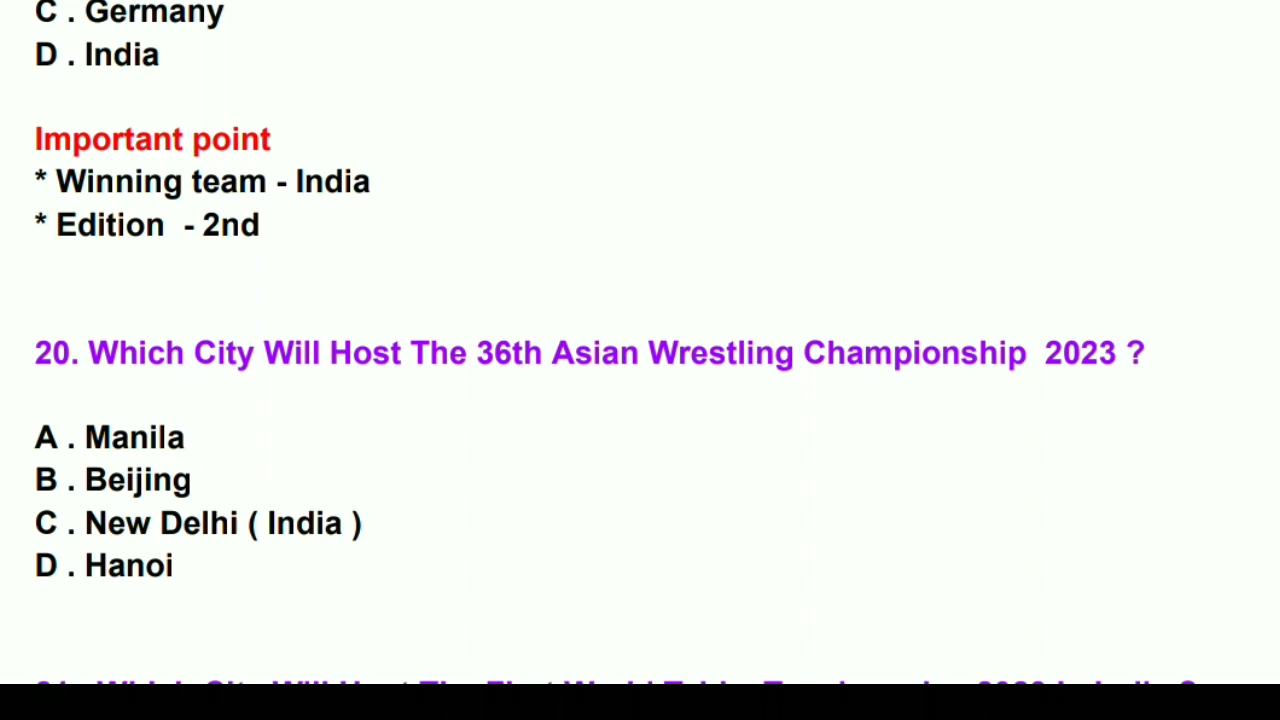 C . Germany
D . India
Important point
* Winning team - India
* Edition - 2nd
20. Which City Will Host The 36th Asian Wrestling Championship 2023 ?
A . Manila
B . Beijing
C . New Delhi ( India )
D . Hanoi